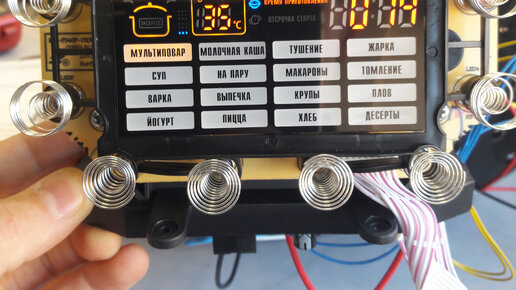 ВРЕМЯ ПРИГОТОВЛЕНИЯ
ЭКСПРЕСС
35 °C
ОТСРОЧКА СТАРТА
МУЛЬТИПОВАР МОЛОЧНАЯ КАША ТУШЕНИЕ ЖАРКА
СУП НА ПАРУ МАКАРОНЫ ТОМЛЕНИЕ
ВАРКА ВЫПЕЧКА КРУПЫ ПЛОВ
ЙОГУРТ ПИЦЦА ХЛЕБ ДЕСЕРТЫ